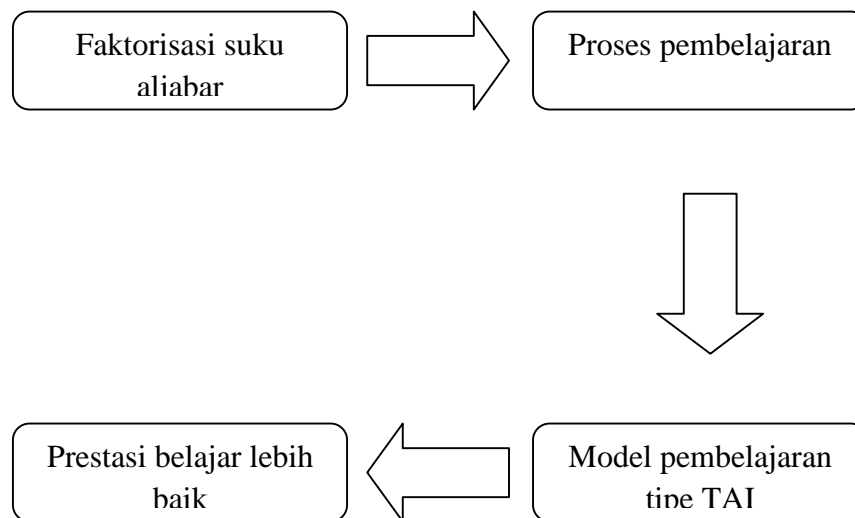 Faktorisasi suku
aljabar
Proses pembelajaran
Model pembelajaran
tipe TAI
Prestasi belajar lebih
baik